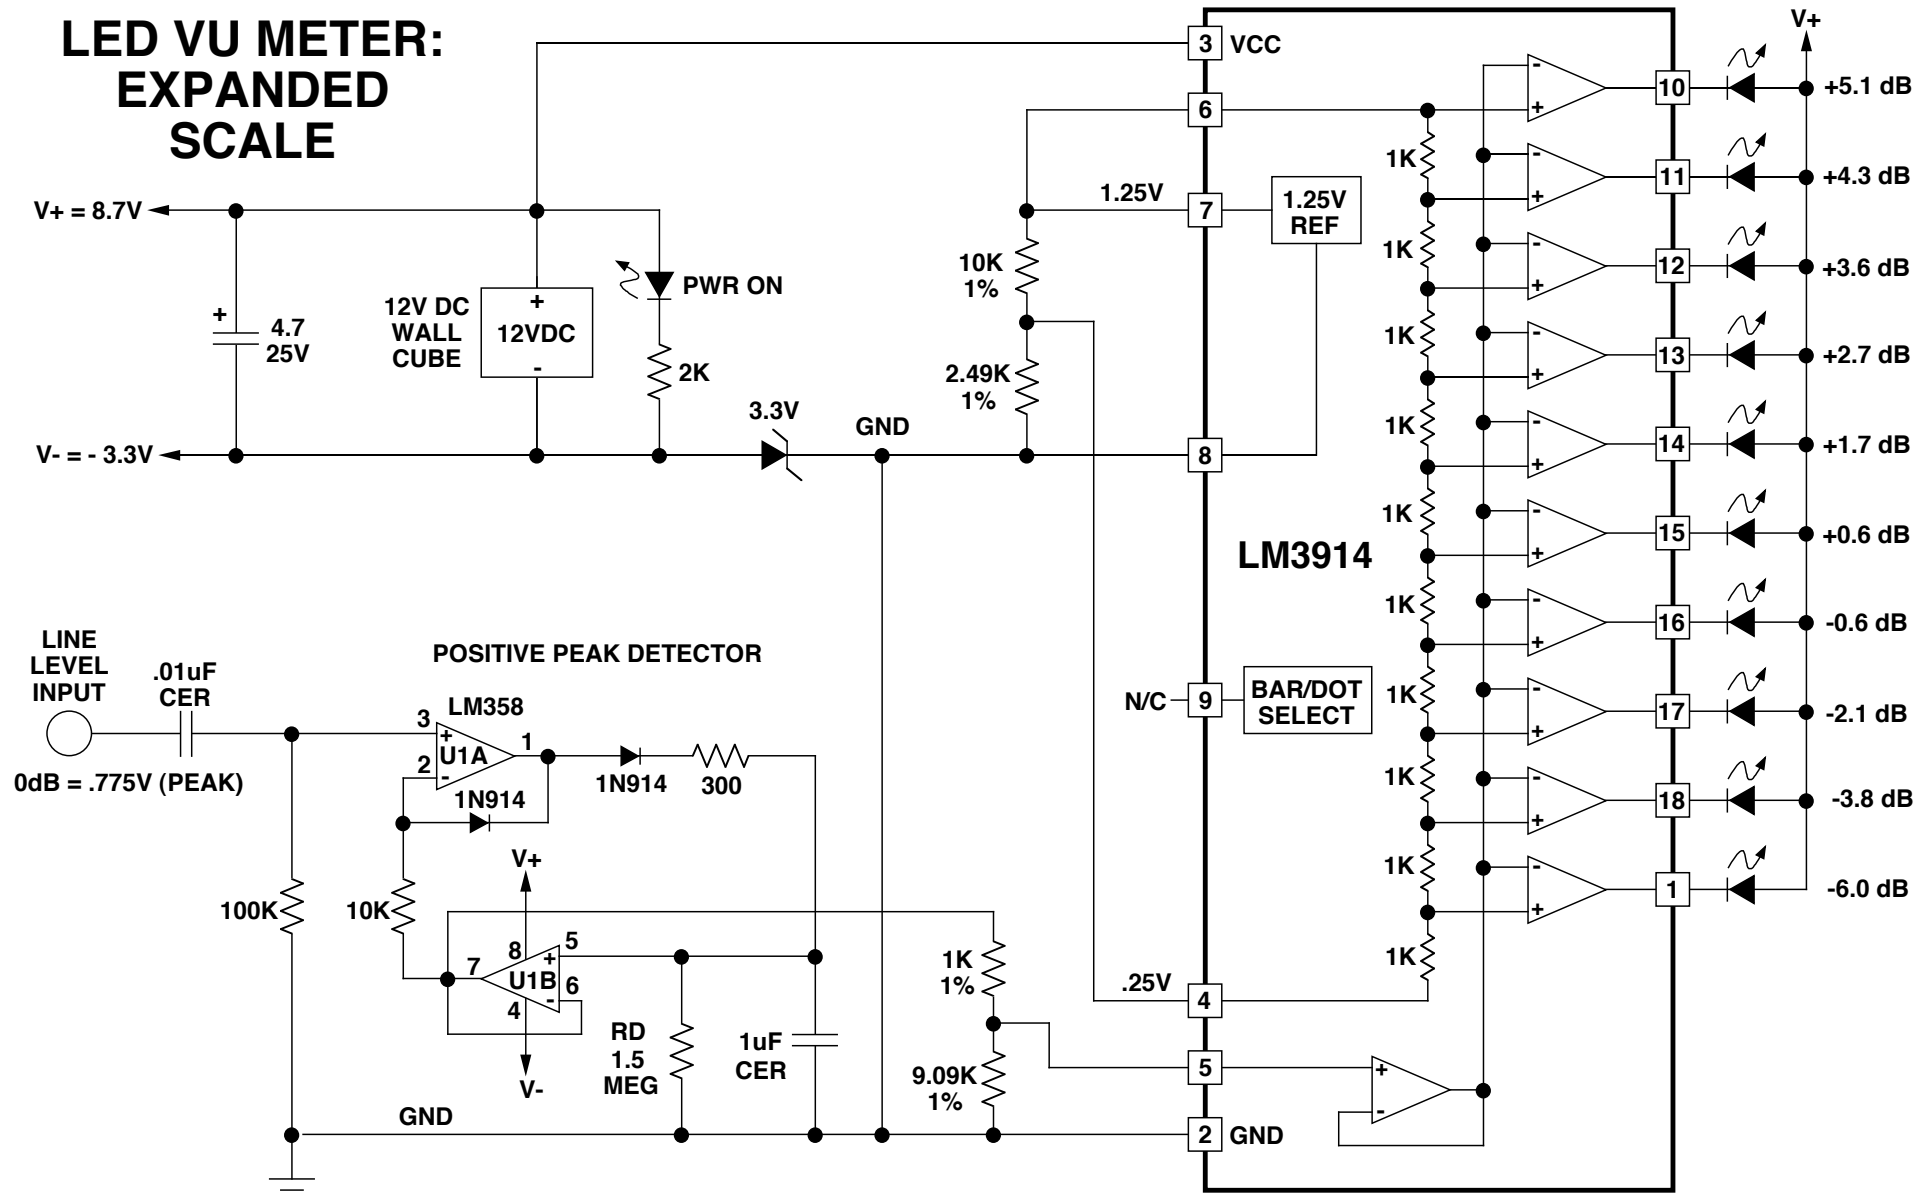 LED VU METER:
EXPANDED
SCALE
V+ = 8.7V
+
4.7
25V
12V DC
WALL
CUBE
+
12VDC
-
PWR ON
2K
V- = - 3.3V
3.3V
GND
10K
1%
2.49K
1%
1.25V
3
VCC
6
7
1.25V
REF
8
LM3914
N/C
9
BAR/DOT
SELECT
.25V
4
5
+
-
2
GND
1K
1K
1K
1K
1K
1K
1K
1K
1K
1K
V+
-
+
10
+5.1 dB
-
+
11
+4.3 dB
-
+
12
+3.6 dB
-
+
13
+2.7 dB
-
+
14
+1.7 dB
-
+
15
+0.6 dB
-
+
16
-0.6 dB
-
+
17
-2.1 dB
-
+
18
-3.8 dB
-
+
1
-6.0 dB
LINE
LEVEL
INPUT
.01uF
CER
0dB = .775V (PEAK)
POSITIVE PEAK DETECTOR
LM358
3
+
U1A
1
2
-
1N914
1N914
300
100K
10K
V+
8
5
+
7
U1B
6
-
4
V-
RD
1.5
MEG
1uF
CER
1K
1%
9.09K
1%
GND